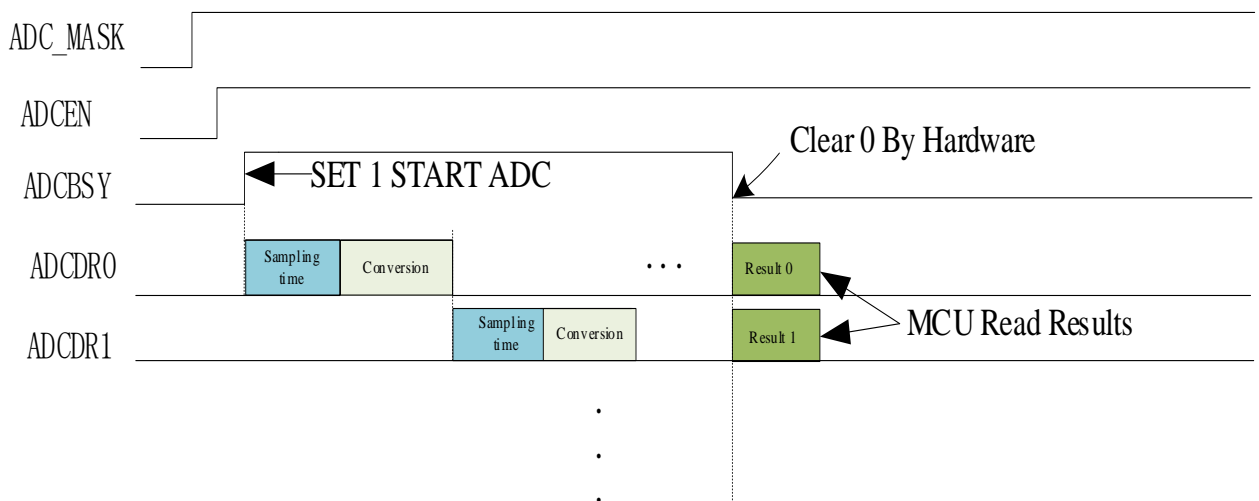 ADC_MASK
ADCEN
Clear 0 By Hardware
SET 1 START ADC
ADCBSY
Sampling
time
Conversion
...
Result 0
ADCDR0
MCU Read Results
Sampling
time
Conversion
Result 1
ADCDR1
.
.
.